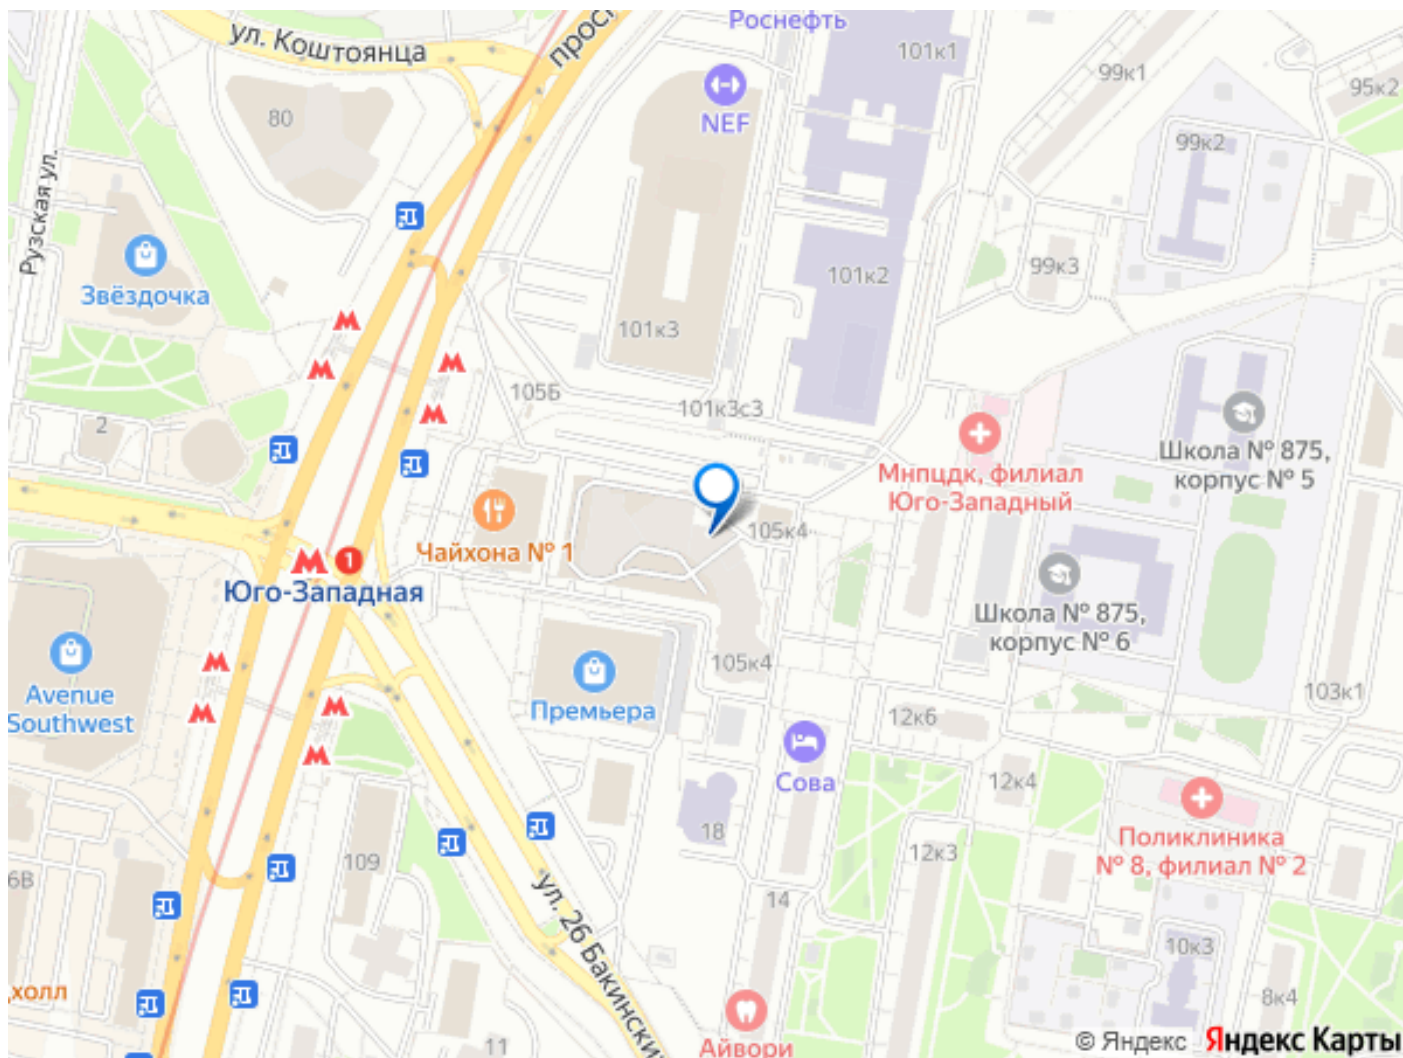 Роснефть
ул. Коштоянца
101к1
99к1
95к2
NEF
80
99к2
Рузская ул.
Звёздочка
101к2
99к3
101к3
105Б
101к3с3
2
Школа № 875,
корпус № 5
Мнпцдк, филиал
Юго-Западный
105к4
Чайхона № 1
1
Юго-Западная
Школа № 875,
корпус № 6
105к4
Avenue
Southwest
Премьера
103к1
12к6
Сова
12к4
18
Поликлиника
№ 8, филиал № 2
109
12к3
6В
ул. 26 Бакинских
14
10к3
холл
8к4
11
Айвори
© Яндекс Яндекс Карты